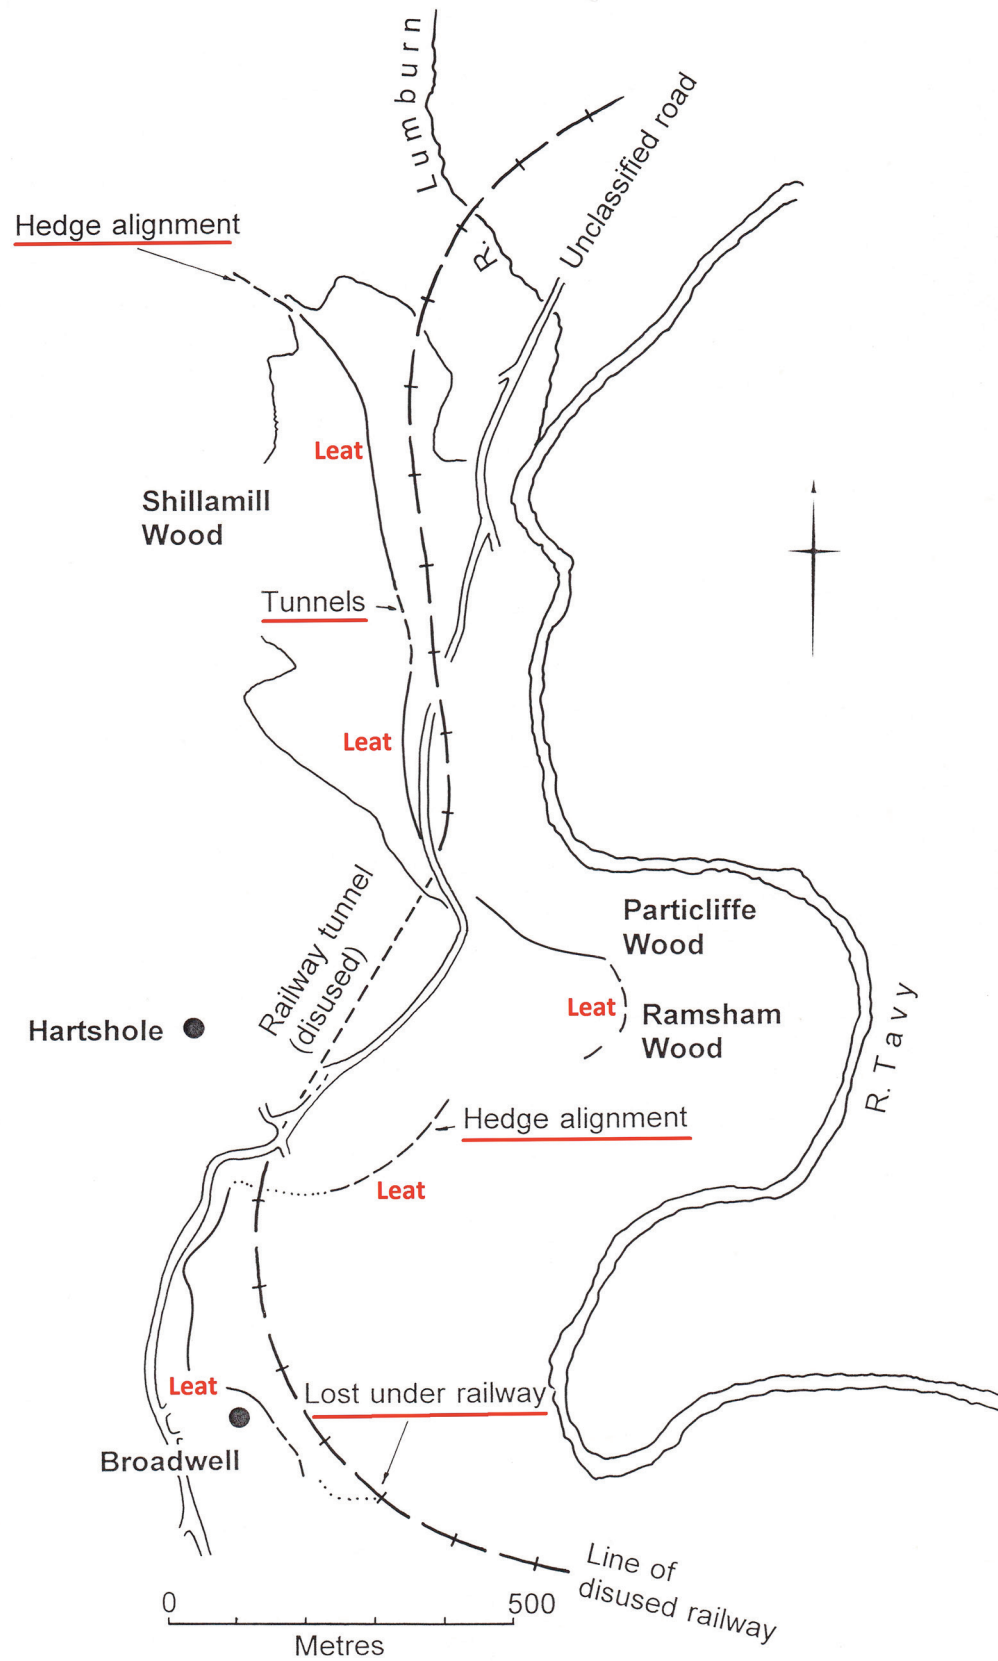 Lumburn
R.
Unclassified road
Hedge alignment
Leat
Shillamill
Wood
Tunnels
Leat
Railway tunnel
(disused)
Particliffe
Wood
Leat
Ramsham
Wood
Hartshole
R. Tavy
Hedge alignment
Leat
Leat
Lost under railway
Broadwell
Line of
disused railway
0
500
Metres